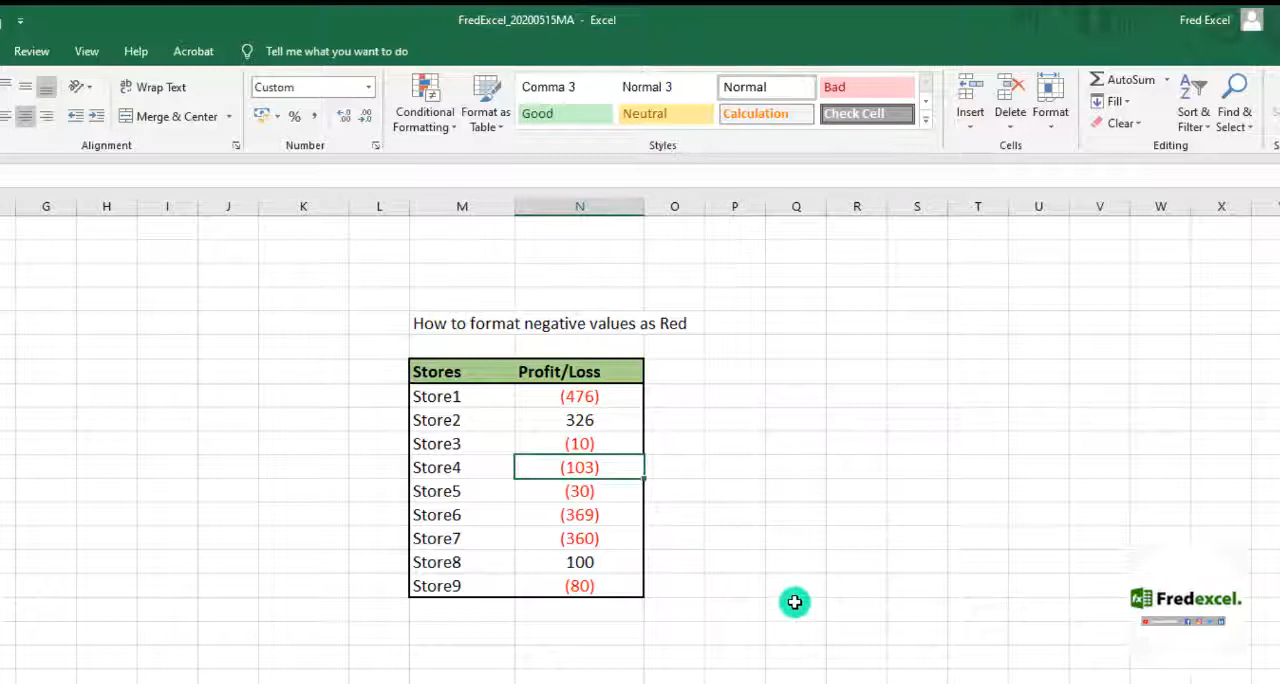 FredExcel_20200515MA - Excel
Fred Excel
Review View Help Acrobat Tell me what you want to do
Wrap Text
Merge & Center
Alignment
Custom
%
Number
Conditional Formatting
Format as Table
Comma 3 Normal 3 Normal Bad
Good Neutral Calculation Check Cell
Styles
Insert Delete Format
Cells
AutoSum
Fill
Clear
Sort & Filter
Find & Select
Editing
G H I J K L M N O P Q R S T U V W X
How to format negative values as Red
Stores Profit/Loss
Store1 (476)
Store2 326
Store3 (10)
Store4 (103)
Store5 (30)
Store6 (369)
Store7 (360)
Store8 100
Store9 (80)
Fredexcel.